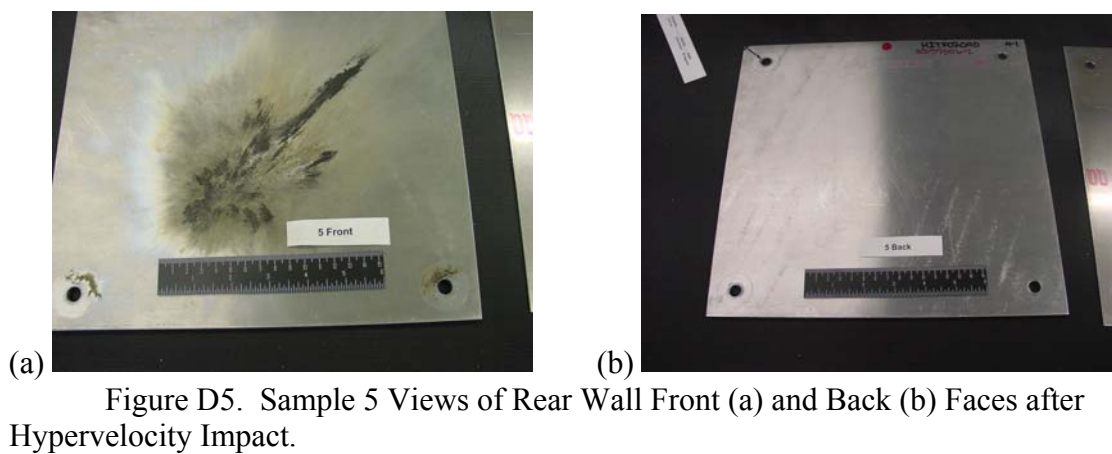 5 Front
HITROGORD
5 Back
(a)
(b)
Figure D5. Sample 5 Views of Rear Wall Front (a) and Back (b) Faces after
Hypervelocity Impact.